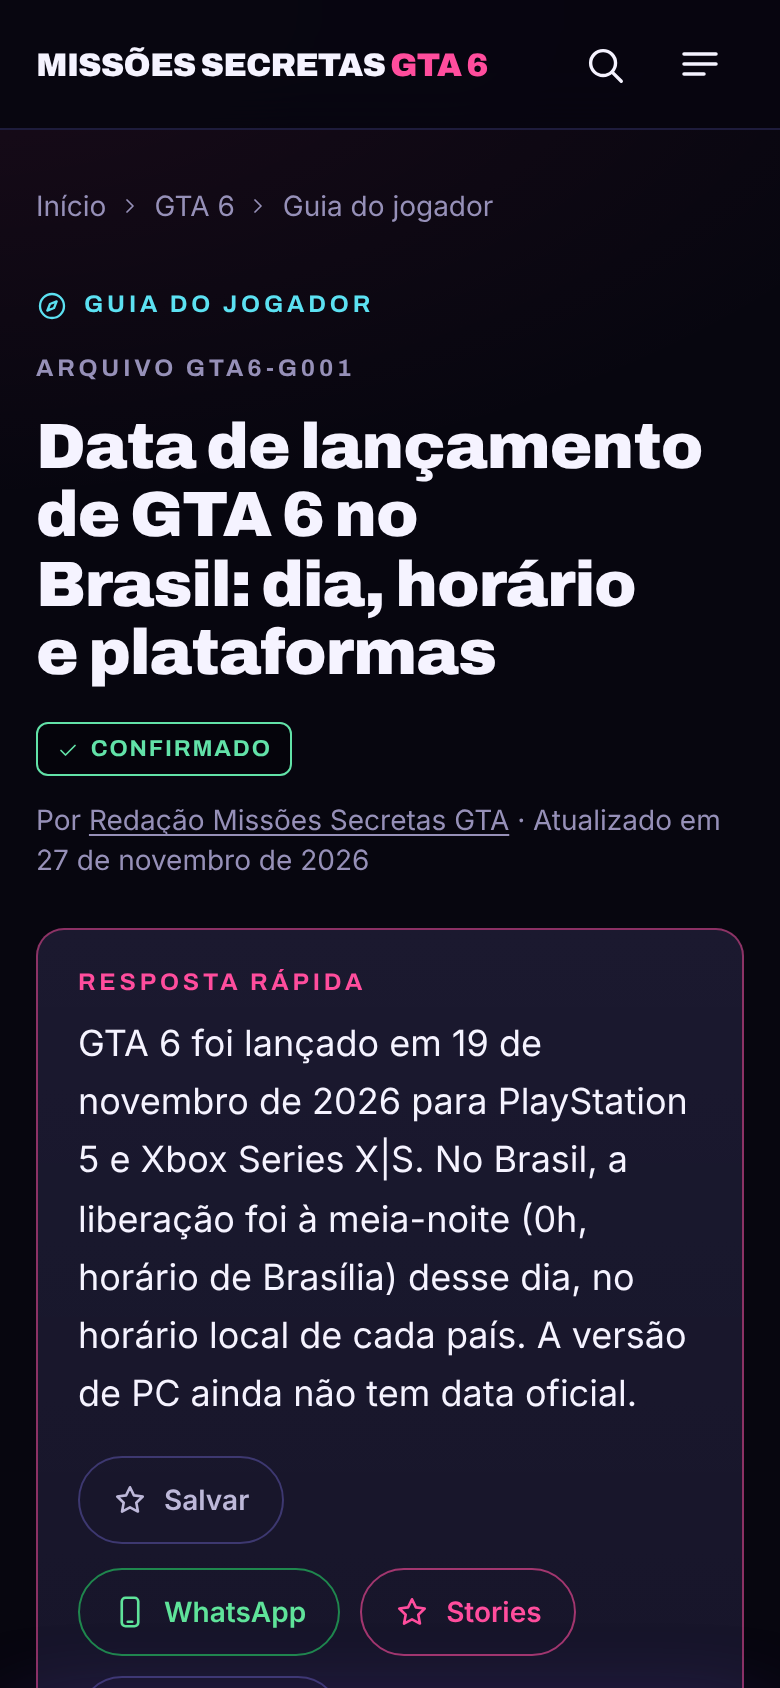 MISSÕES SECRETAS GTA 6
Início > GTA 6 > Guia do jogador
GUIA DO JOGADOR
ARQUIVO GTA6-G001
Data de lançamento
de GTA 6 no
Brasil: dia, horário
e plataformas
CONFIRMADO
Por Redação Missões Secretas GTA · Atualizado em
27 de novembro de 2026
RESPOSTA RÁPIDA
GTA 6 foi lançado em 19 de
novembro de 2026 para PlayStation
5 e Xbox Series X|S. No Brasil, a
liberação foi à meia-noite (0h,
horário de Brasília) desse dia, no
horário local de cada país. A versão
de PC ainda não tem data oficial.
Salvar
WhatsApp
Stories